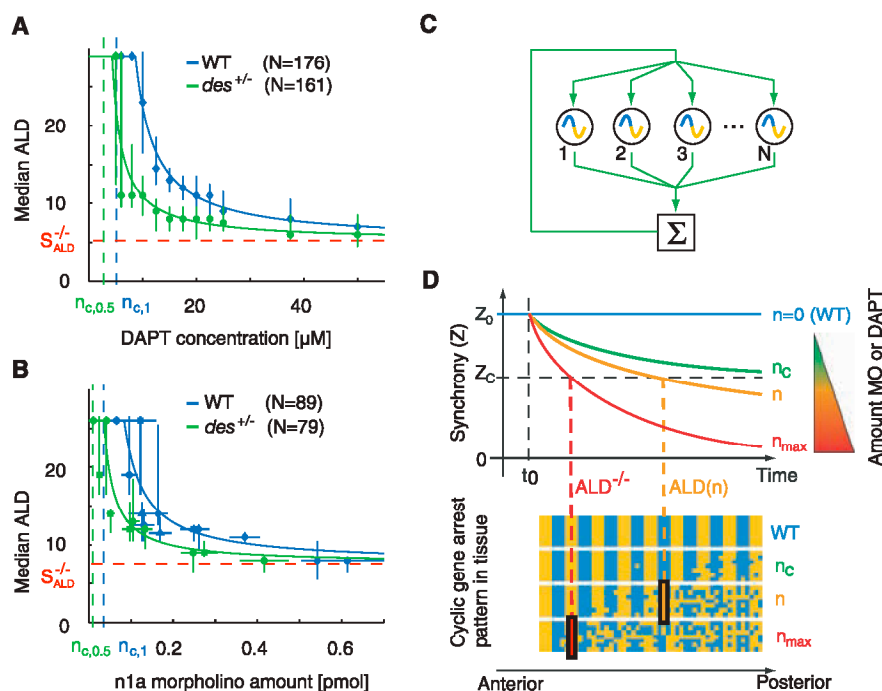 A
WT (N=176)
des+/- (N=161)
Median ALD
20
10
0
S-/-ALD
nc,0.5
nc,1
20
40
DAPT concentration [µM]
B
WT (N=89)
des+/- (N=79)
Median ALD
20
10
0
S-/-ALD
nc,0.5
nc,1
0.2
0.4
0.6
n1a morpholino amount [pmol]
C
1
2
3
...
N
Σ
D
Synchrony (Z)
Z0
Zc
0
t0
Time
n=0 (WT)
nc
n
nmax
Amount MO or DAPT
ALD-/-
ALD(n)
Cyclic gene arrest
pattern in tissue
WT
nc
n
nmax
Anterior
Posterior